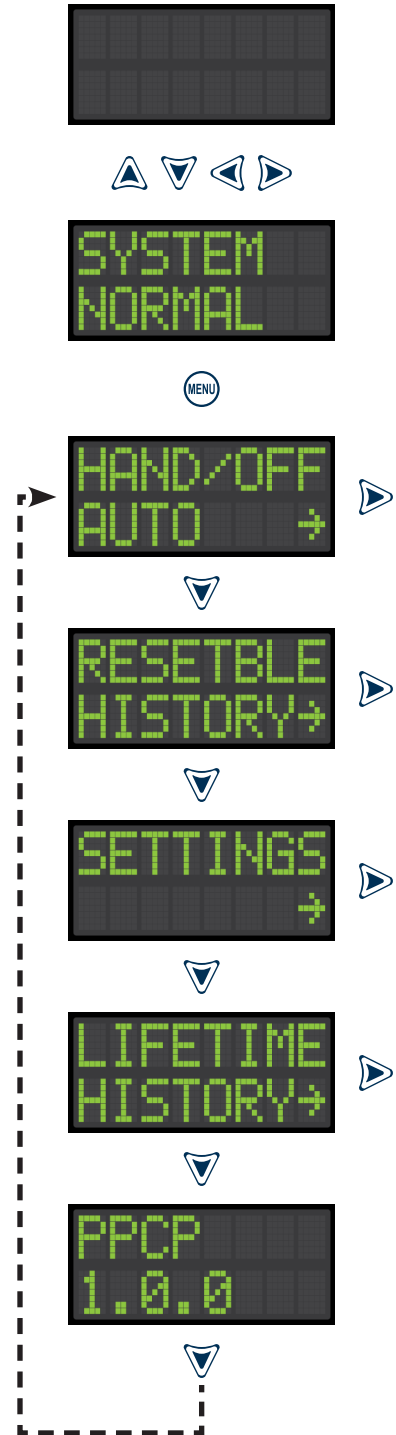 SYSTEM
NORMAL
MENU
HAND/OFF
AUTO →
RESETBLE
HISTORY→
SETTINGS
→
LIFETIME
HISTORY→
PPCP
1.0.0